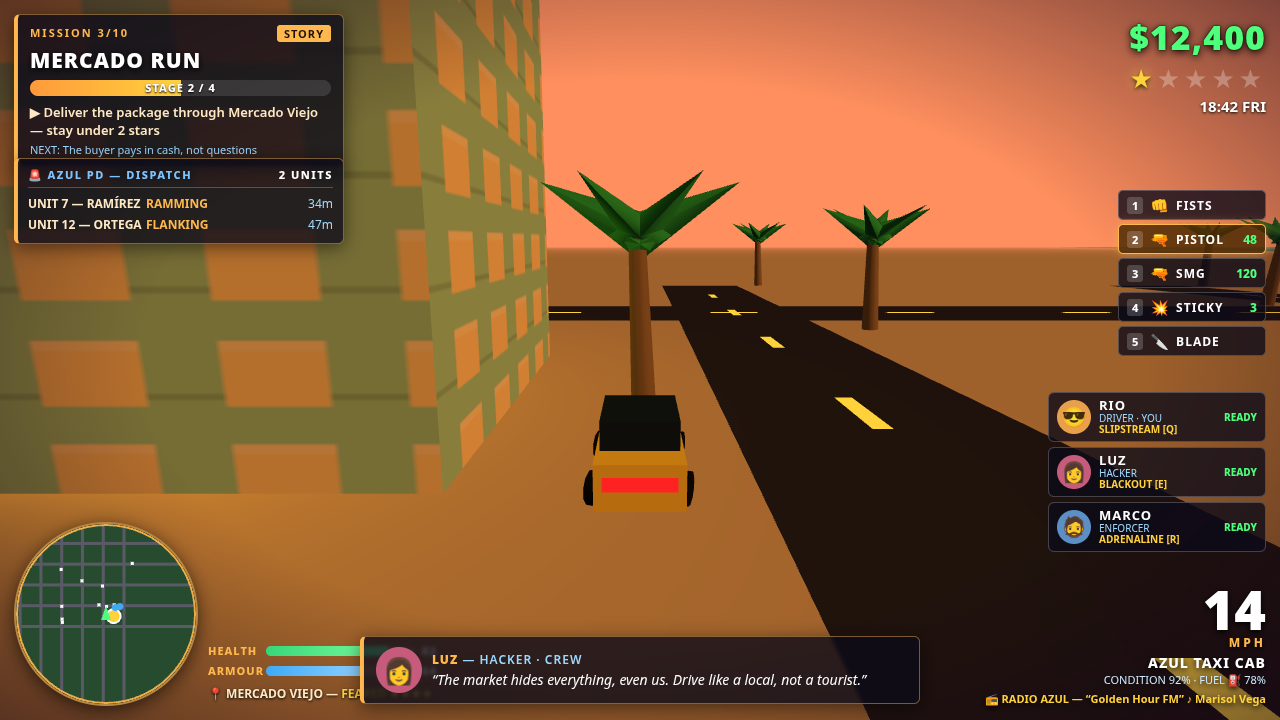 MISSION 3/10
STORY
MERCADO RUN
STAGE 2 / 4
▶ Deliver the package through Mercado Viejo
— stay under 2 stars
NEXT: The buyer pays in cash, not questions
🚨 AZUL PD — DISPATCH
2 UNITS
UNIT 7 — RAMÍREZ RAMMING 34m
UNIT 12 — ORTEGA FLANKING 47m
$12,400
18:42 FRI
1 FISTS
2 PISTOL 48
3 SMG 120
4 STICKY 3
5 BLADE
RIO
DRIVER · YOU
SLIPSTREAM [Q]
READY
LUZ
HACKER
BLACKOUT [E]
READY
MARCO
ENFORCER
ADRENALINE [R]
READY
HEALTH
ARMOUR
📍 MERCADO VIEJO —
LUZ — HACKER · CREW
“The market hides everything, even us. Drive like a local, not a tourist.”
14
MPH
AZUL TAXI CAB
CONDITION 92% · FUEL ⛽ 78%
📻 RADIO AZUL — “Golden Hour FM” ♪ Marisol Vega